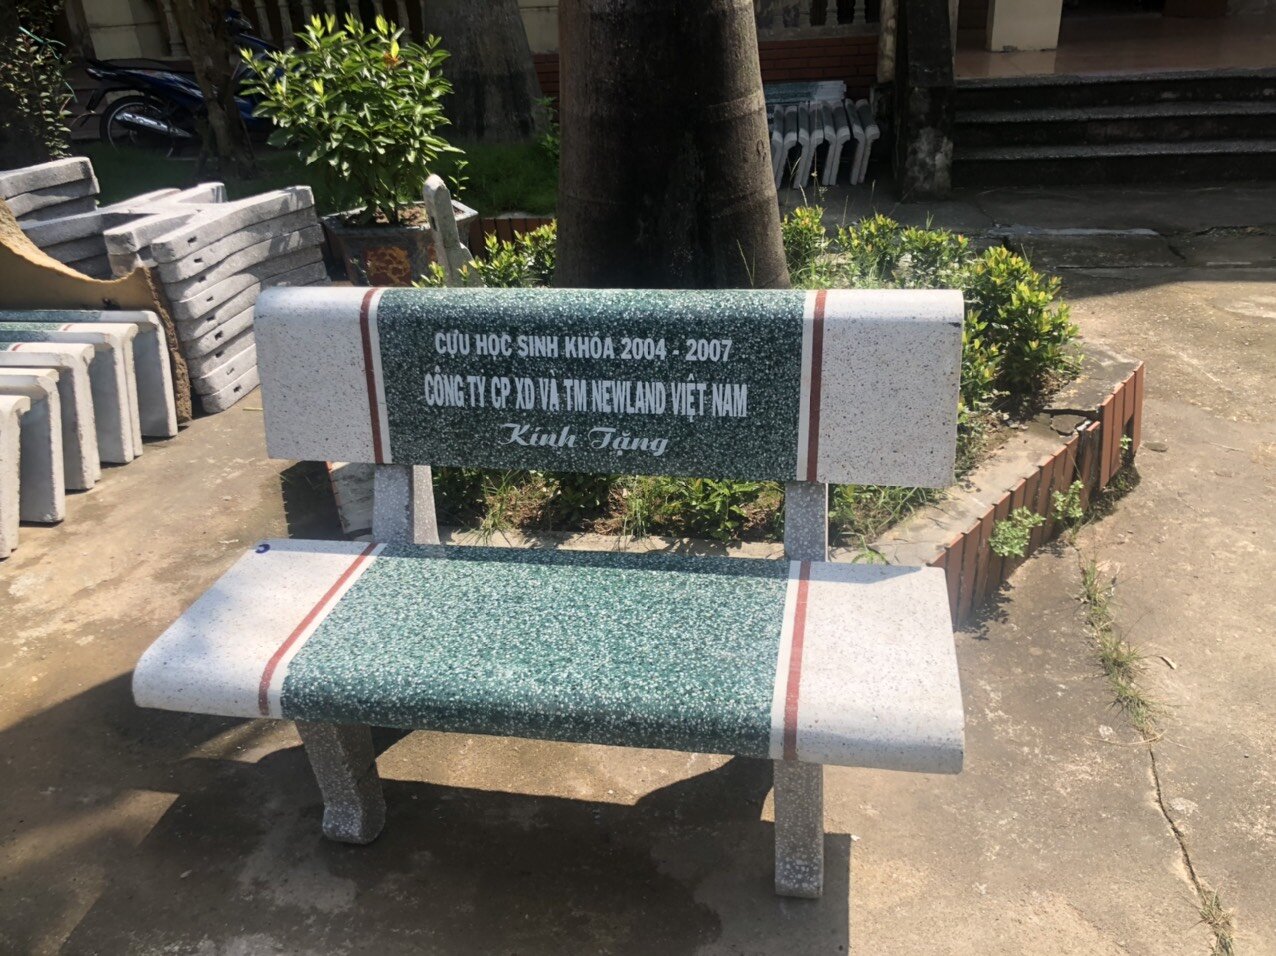 CỰU HỌC SINH KHÓA 2004 - 2007
CÔNG TY CP XD VÀ TM NEWLAND VIỆT NAM
Kính Tặng